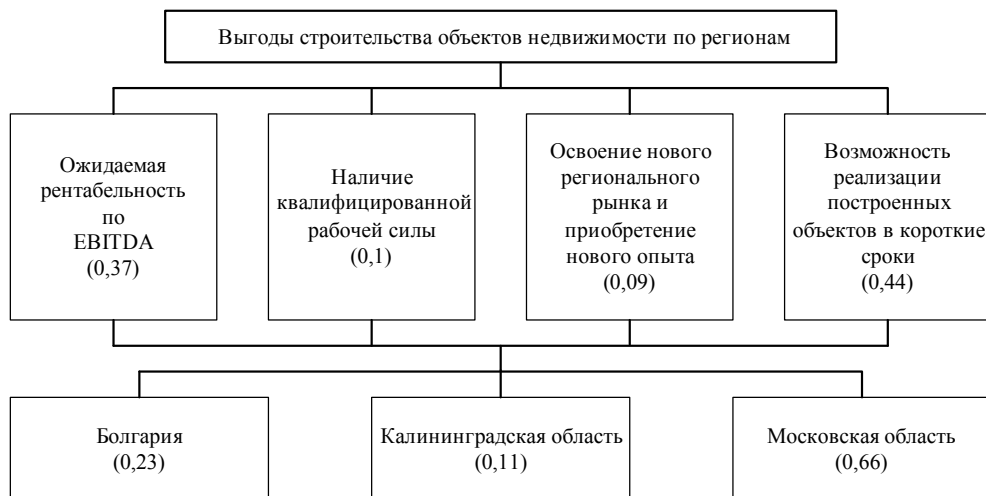 Выгоды строительства объектов недвижимости по регионам
Ожидаемая
рентабельность
по
EBITDA
(0,37)
Наличие
квалифицированной
рабочей силы
(0,1)
Освоение нового
регионального
рынка и
приобретение
нового опыта
(0,09)
Возможность
реализации
построенных
объектов в короткие
сроки
(0,44)
Болгария
(0,23)
Калининградская область
(0,11)
Московская область
(0,66)